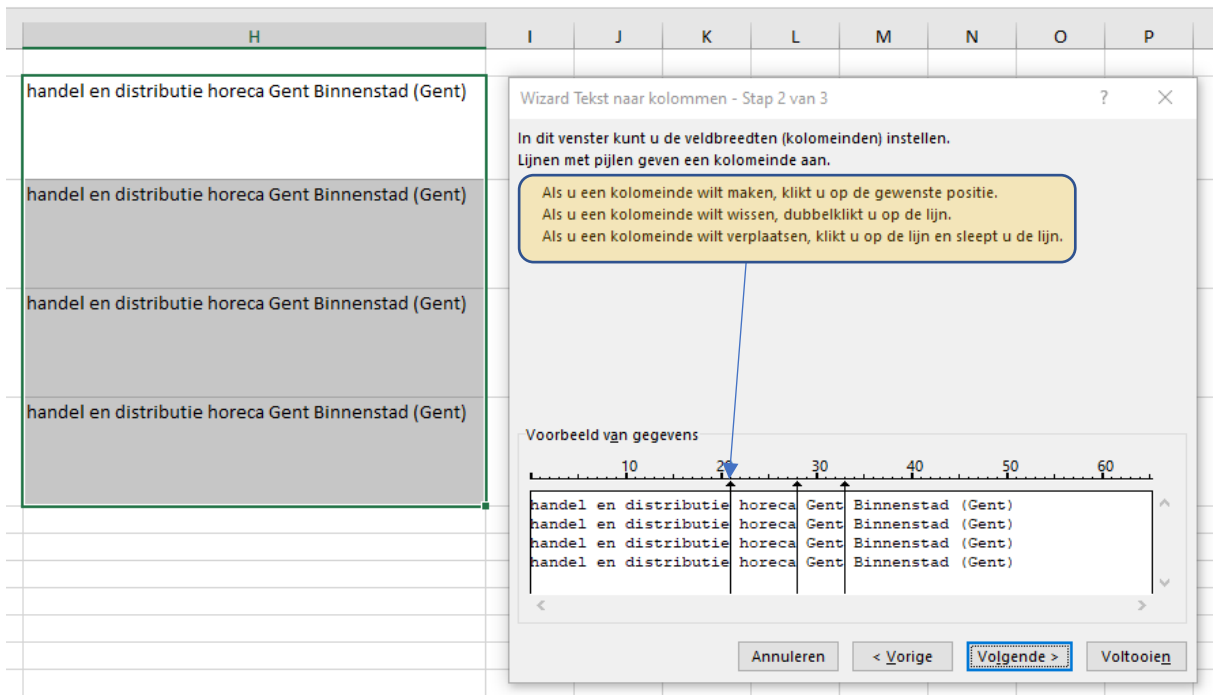 H I J K L M N O P
handel en distributie horeca Gent Binnenstad (Gent)
handel en distributie horeca Gent Binnenstad (Gent)
handel en distributie horeca Gent Binnenstad (Gent)
handel en distributie horeca Gent Binnenstad (Gent)
Wizard Tekst naar kolommen - Stap 2 van 3 ?
In dit venster kunt u de veldbreedten (kolomeinden) instellen.
Lijnen met pijlen geven een kolomeinde aan.
Als u een kolomeinde wilt maken, klikt u op de gewenste positie.
Als u een kolomeinde wilt wissen, dubbelklikt u op de lijn.
Als u een kolomeinde wilt verplaatsen, klikt u op de lijn en sleept u de lijn.
Voorbeeld van gegevens
10 20 30 40 50 60
handel en distributie horeca Gent Binnenstad (Gent)
handel en distributie horeca Gent Binnenstad (Gent)
handel en distributie horeca Gent Binnenstad (Gent)
handel en distributie horeca Gent Binnenstad (Gent)
Annuleren < Vorige Volgende > Voltooien